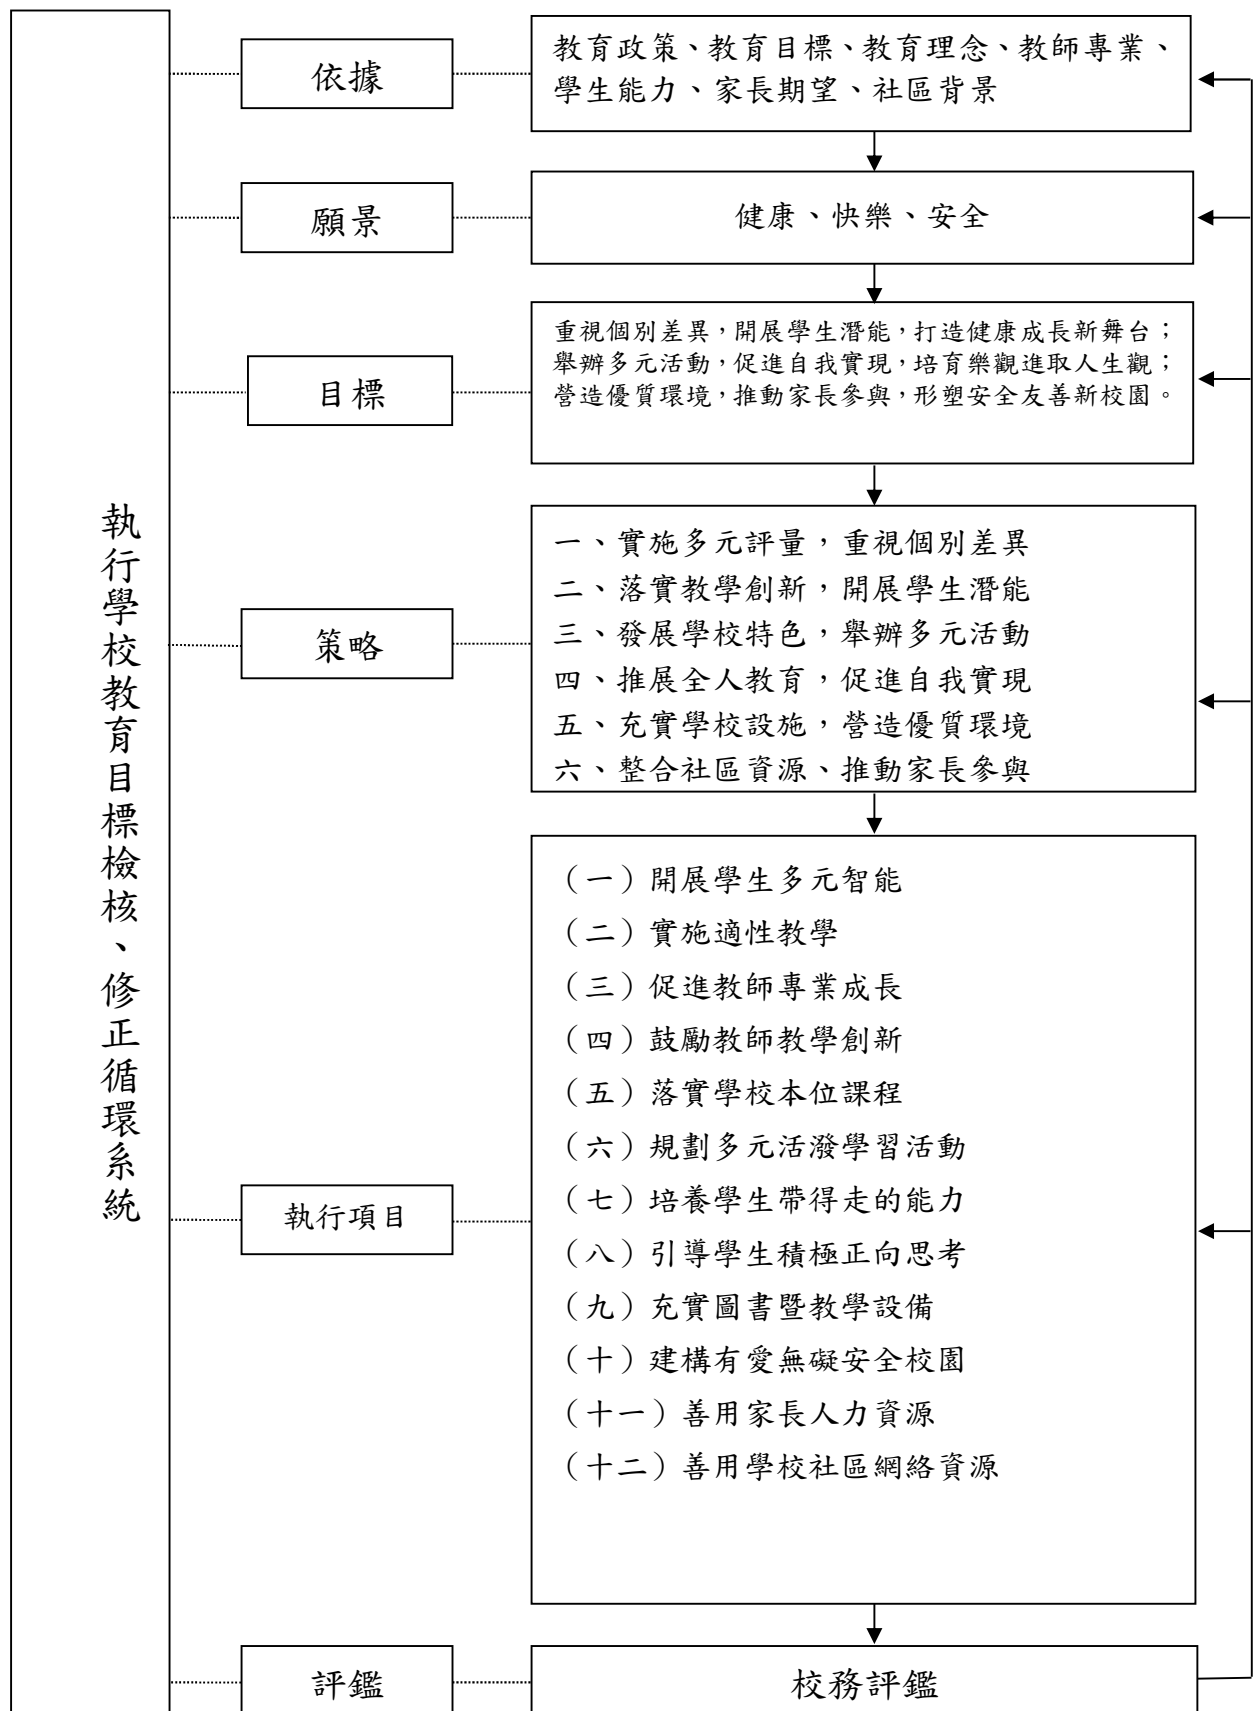 執行學校教育目標檢核、修正循環系統
依據
教育政策、教育目標、教育理念、教師專業、
學生能力、家長期望、社區背景
願景
健康、快樂、安全
目標
重視個別差異，開展學生潛能，打造健康成長新舞台；
舉辦多元活動，促進自我實現，培育樂觀進取人生觀；
營造優質環境，推動家長參與，形塑安全友善新校園。
策略
一、實施多元評量，重視個別差異
二、落實教學創新，開展學生潛能
三、發展學校特色，舉辦多元活動
四、推展全人教育，促進自我實現
五、充實學校設施，營造優質環境
六、整合社區資源、推動家長參與
執行項目
（一）開展學生多元智能
（二）實施適性教學
（三）促進教師專業成長
（四）鼓勵教師教學創新
（五）落實學校本位課程
（六）規劃多元活潑學習活動
（七）培養學生帶得走的能力
（八）引導學生積極正向思考
（九）充實圖書暨教學設備
（十）建構有愛無礙安全校園
（十一）善用家長人力資源
（十二）善用學校社區網絡資源
評鑑
校務評鑑